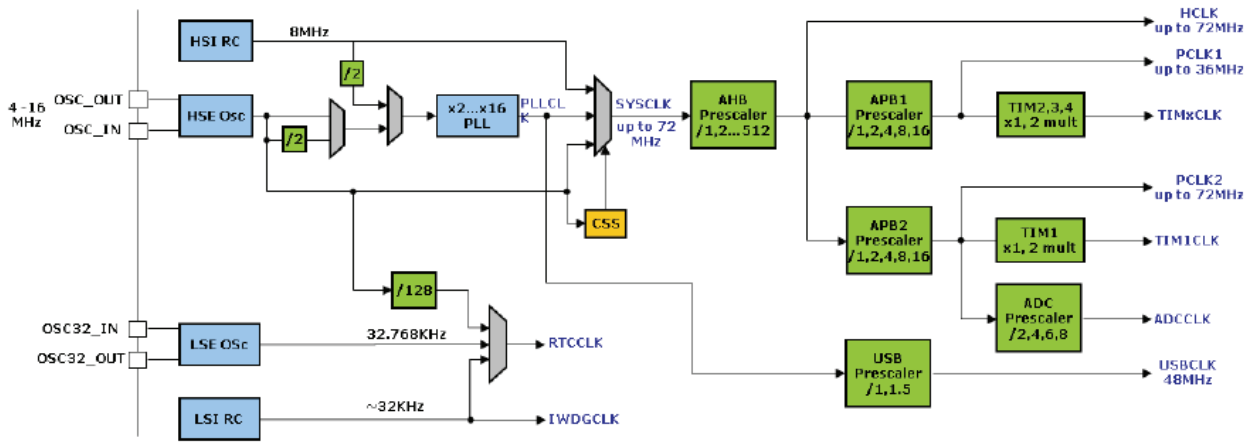 HSI RC
8MHz
/2
4 -16
MHz
OSC_OUT
OSC_IN
HSE Osc
/2
x2...x16
PLL
PLLCL
K
SYSCLK
up to 72
MHz
CSS
AHB
Prescaler
/1,2...512
HCLK
up to 72MHz
PCLK1
up to 36MHz
APB1
Prescaler
/1,2,4,8,16
TIM2,3,4
x1, 2 mult
TIMxCLK
PCLK2
up to 72MHz
APB2
Prescaler
/1,2,4,8,16
TIM1
x1, 2 mult
TIM1CLK
ADC
Prescaler
/2,4,6,8
ADCCLK
/128
OSC32_IN
OSC32_OUT
LSE OSc
32.768KHz
RTCCLK
USB
Prescaler
/1,1.5
USBCLK
48MHz
LSI RC
~32KHz
IWDGCLK